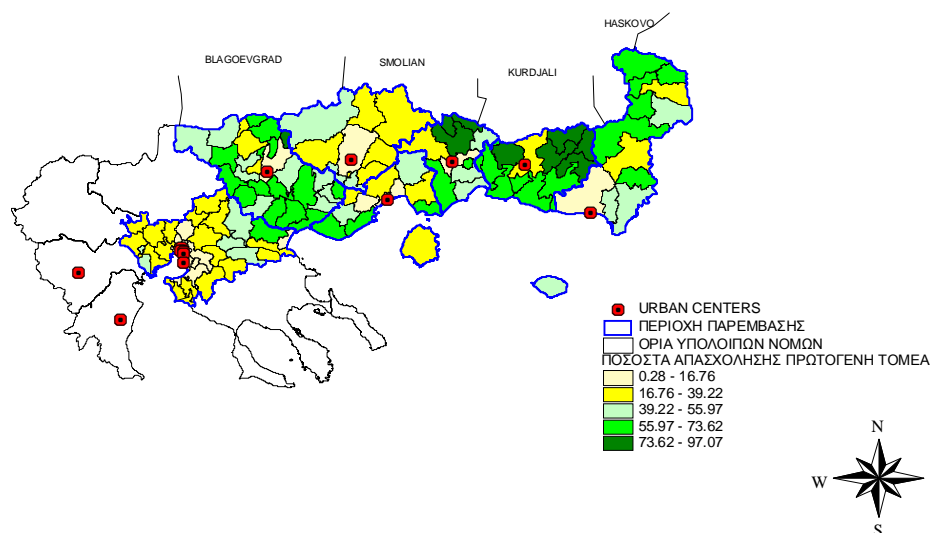 HASKOVO
BLAGOEVGRAD
SMOLIAN
KURDJALI
URBAN CENTERS
ΠΕΡΙΟΧΗ ΠΑΡΕΜΒΑΣΗΣ
ΟΡΙΑ ΥΠΟΛΟΙΠΩΝ ΝΟΜΩΝ
ΠΟΣΟΣΤΑ ΑΠΑΣΧΟΛΗΣΗΣ ΠΡΩΤΟΓΕΝΗ ΤΟΜΕΑ
0.28 - 16.76
16.76 - 39.22
39.22 - 55.97
55.97 - 73.62
73.62 - 97.07
N
W
E
S